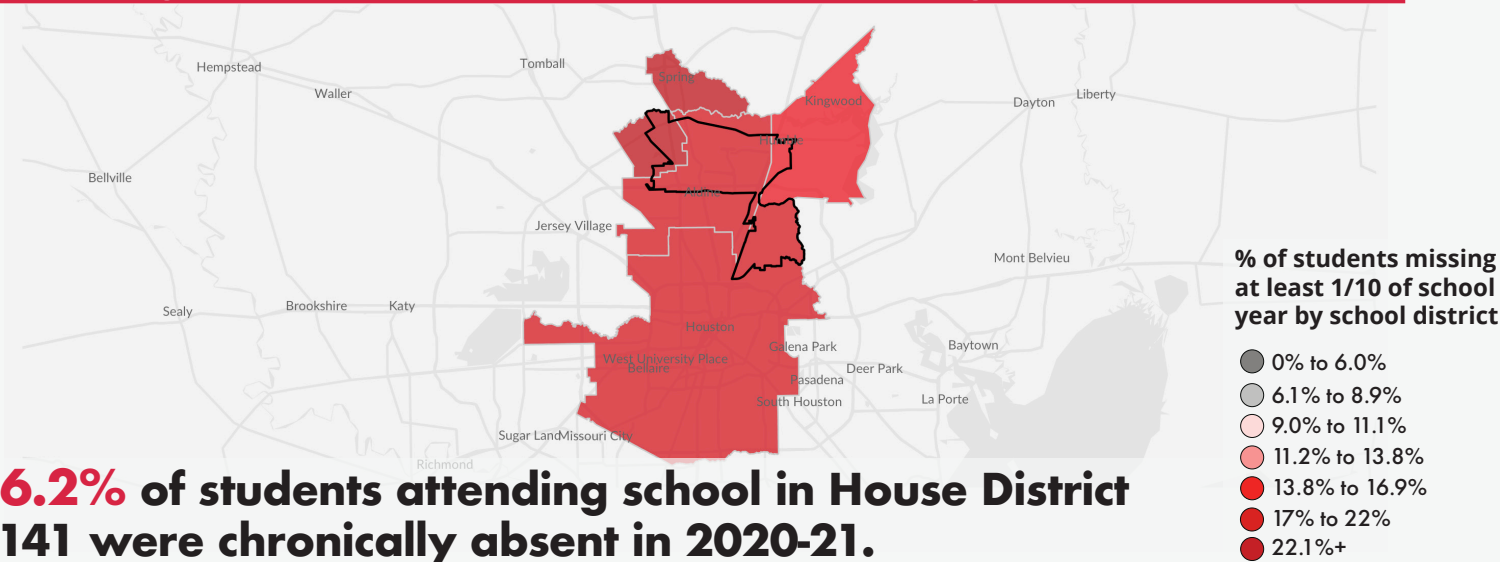 Hempstead
Waller
Tomball
Spring
Kingwood
Dayton
Liberty
Humble
Bellville
Aldine
Jersey Village
Mont Belvieu
Sealy
Brookshire
Katy
Houston
Galena Park
Baytown
West University Place
Bellaire
Deer Park
Pasadena
South Houston
La Porte
Sugar Land
Missouri City
Richmond
% of students missing
at least 1/10 of school
year by school district
0% to 6.0%
6.1% to 8.9%
9.0% to 11.1%
11.2% to 13.8%
13.8% to 16.9%
17% to 22%
22.1%+
6.2% of students attending school in House District
141 were chronically absent in 2020-21.